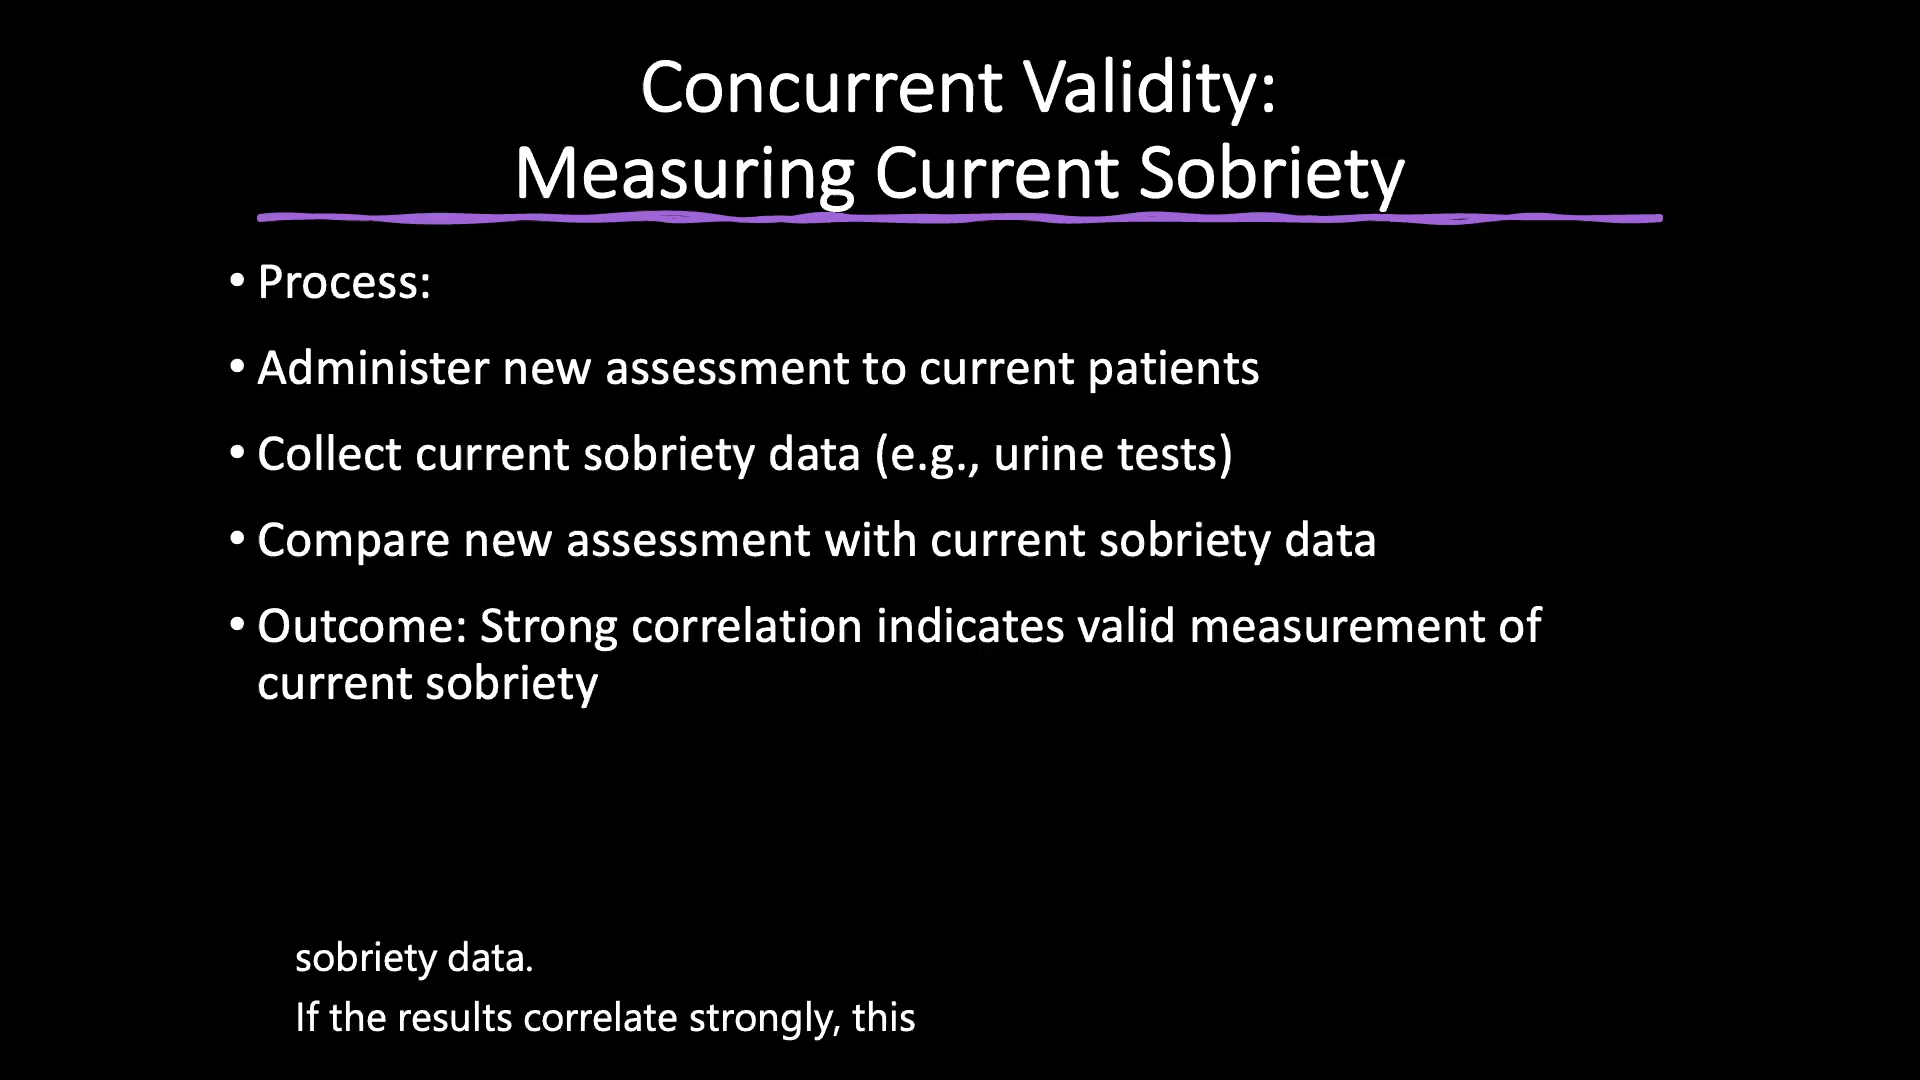 Concurrent Validity:
Measuring Current Sobriety
• Process:
• Administer new assessment to current patients
• Collect current sobriety data (e.g., urine tests)
• Compare new assessment with current sobriety data
• Outcome: Strong correlation indicates valid measurement of
current sobriety
sobriety data.
If the results correlate strongly, this